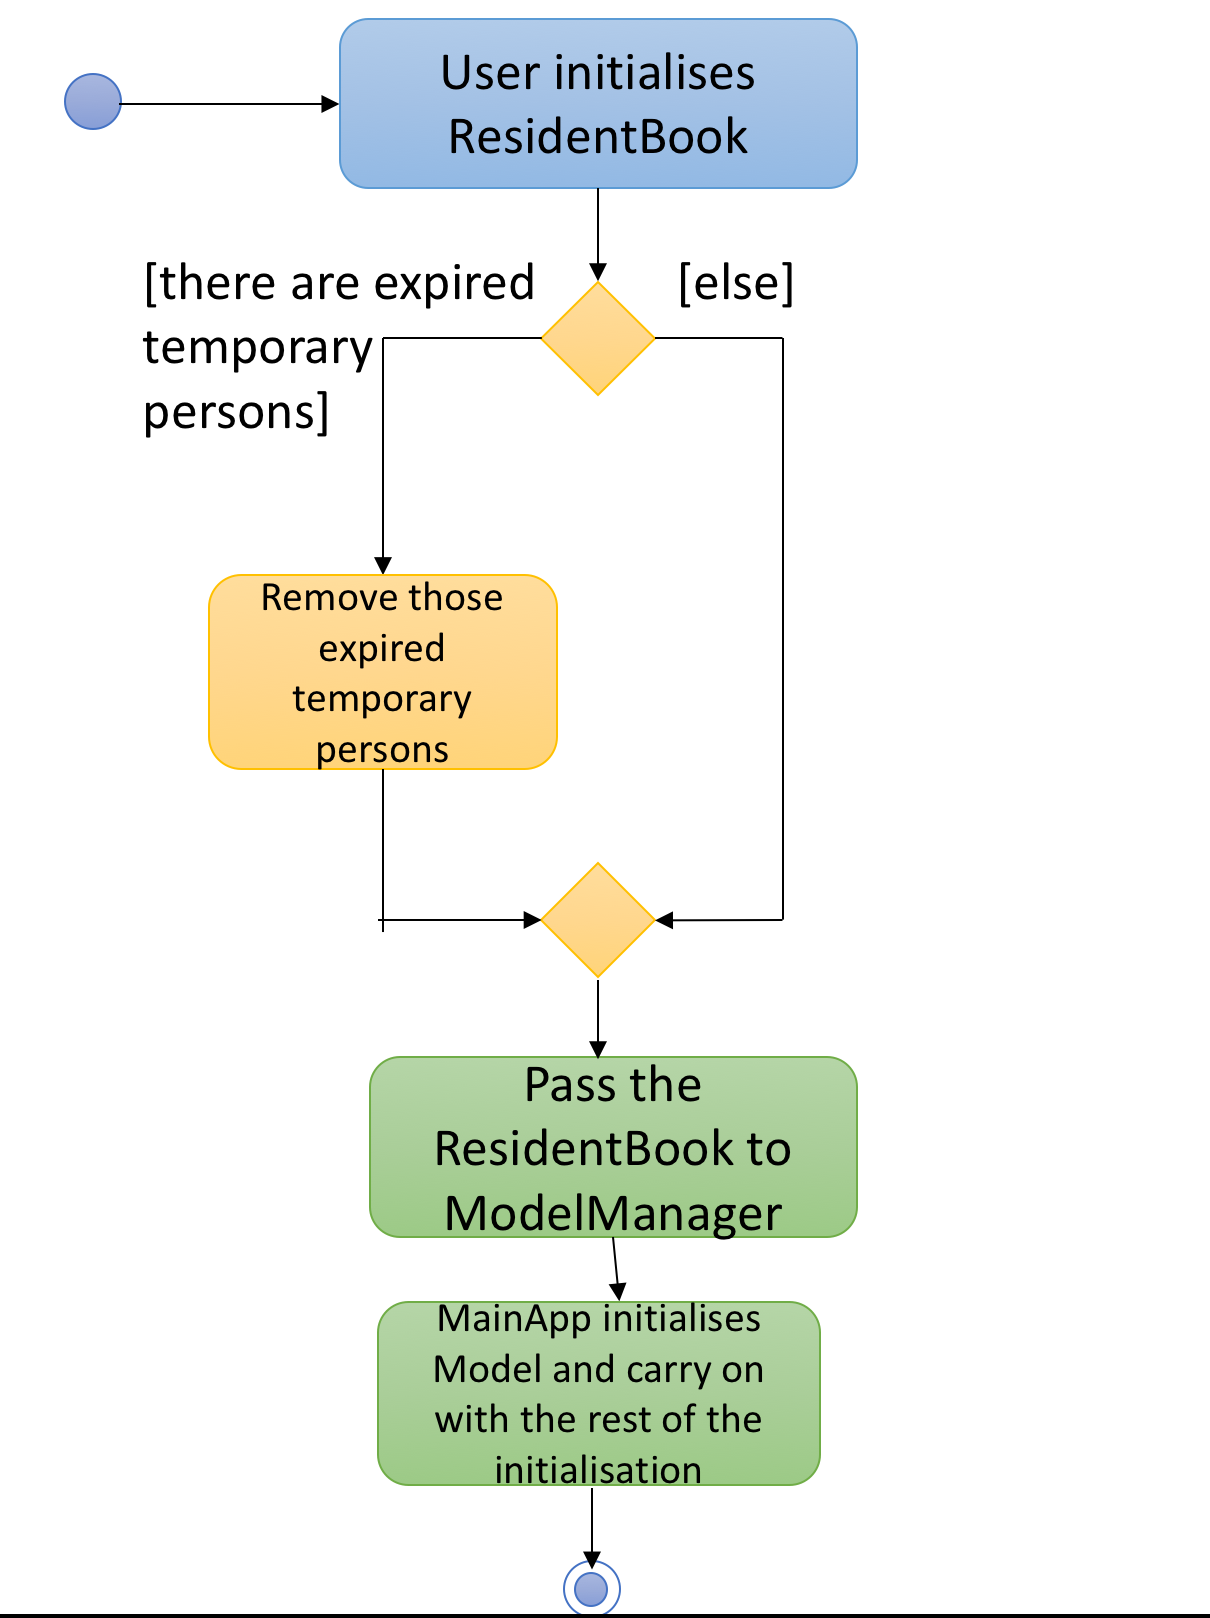 User initialises
ResidentBook
[there are expired
temporary
persons]
[else]
Remove those
expired
temporary
persons
Pass the
ResidentBook to
ModelManager
MainApp initialises
Model and carry on
with the rest of the
initialisation